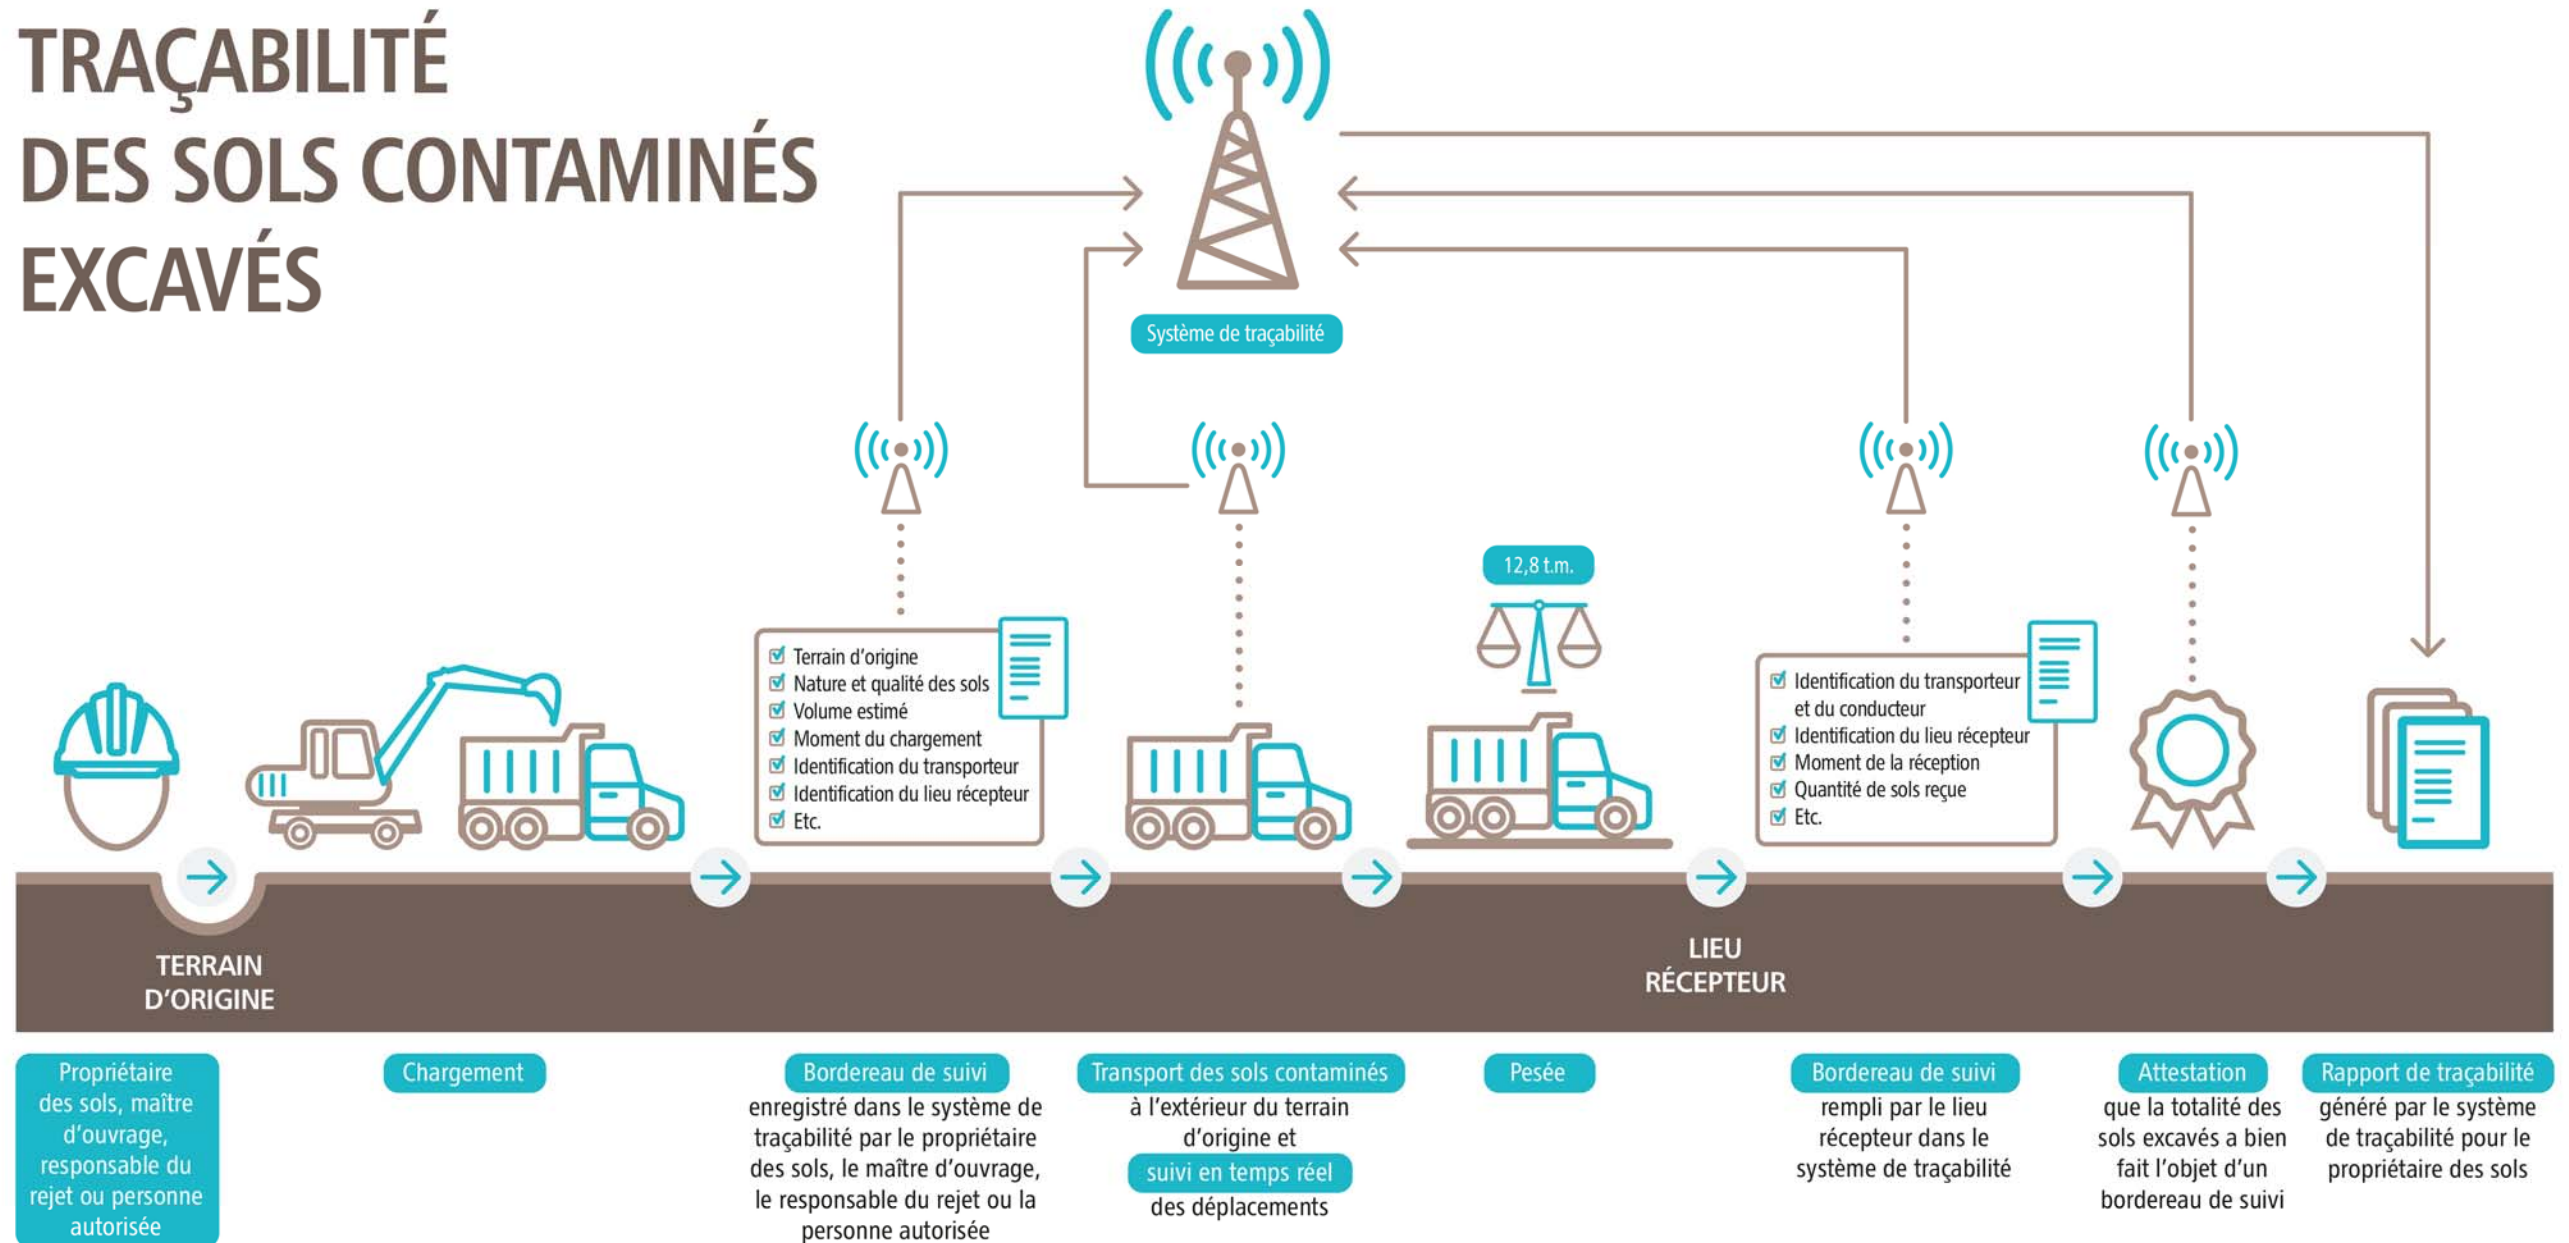 TRAÇABILITÉ
DES SOLS CONTAMINÉS
EXCAVÉS
Système de traçabilité
12,8 t.m.
Terrain d'origine
Nature et qualité des sols
Volume estimé
Moment du chargement
Identification du transporteur
Identification du lieu récepteur
Etc.
Identification du transporteur
et du conducteur
Identification du lieu récepteur
Moment de la réception
Quantité de sols reçue
Etc.
TERRAIN
D'ORIGINE
LIEU
RÉCEPTEUR
Propriétaire
des sols, maître
d'ouvrage,
responsable du
rejet ou personne
autorisée
Chargement
Bordereau de suivi
enregistré dans le système de
traçabilité par le propriétaire
des sols, le maître d'ouvrage,
le responsable du rejet ou la
personne autorisée
Transport des sols contaminés
à l'extérieur du terrain
d'origine et
suivi en temps réel
des déplacements
Pesée
Bordereau de suivi
rempli par le lieu
récepteur dans le
système de traçabilité
Attestation
que la totalité des
sols excavés a bien
fait l'objet d'un
bordereau de suivi
Rapport de traçabilité
généré par le système
de traçabilité pour le
propriétaire des sols